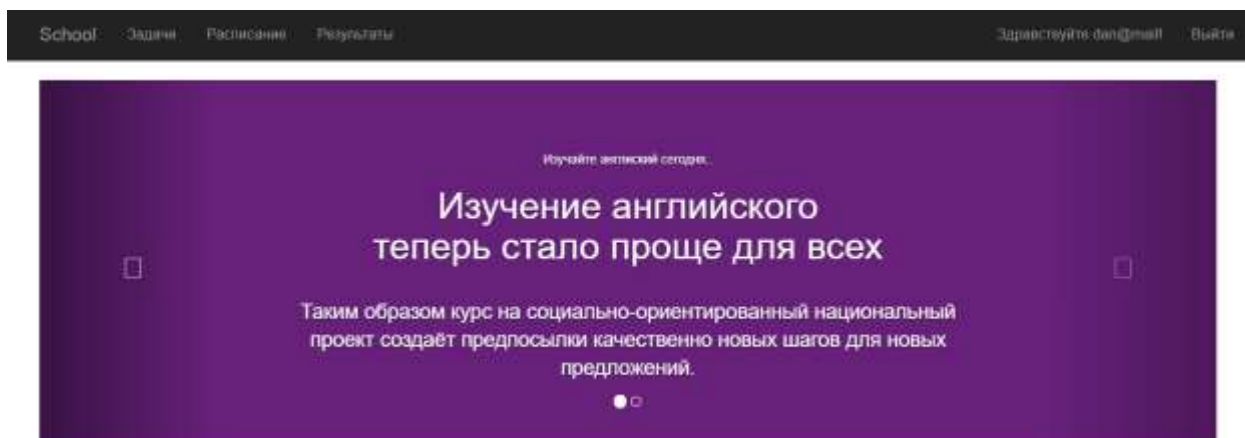 School Задачи Расписание Результаты Здравствуйте dan@mail! Выйти
Изучайте английский сегодня.
Изучение английского
теперь стало проще для всех
Таким образом курс на социально-ориентированный национальный
проект создаёт предпосылки качественно новых шагов для новых
предложений.